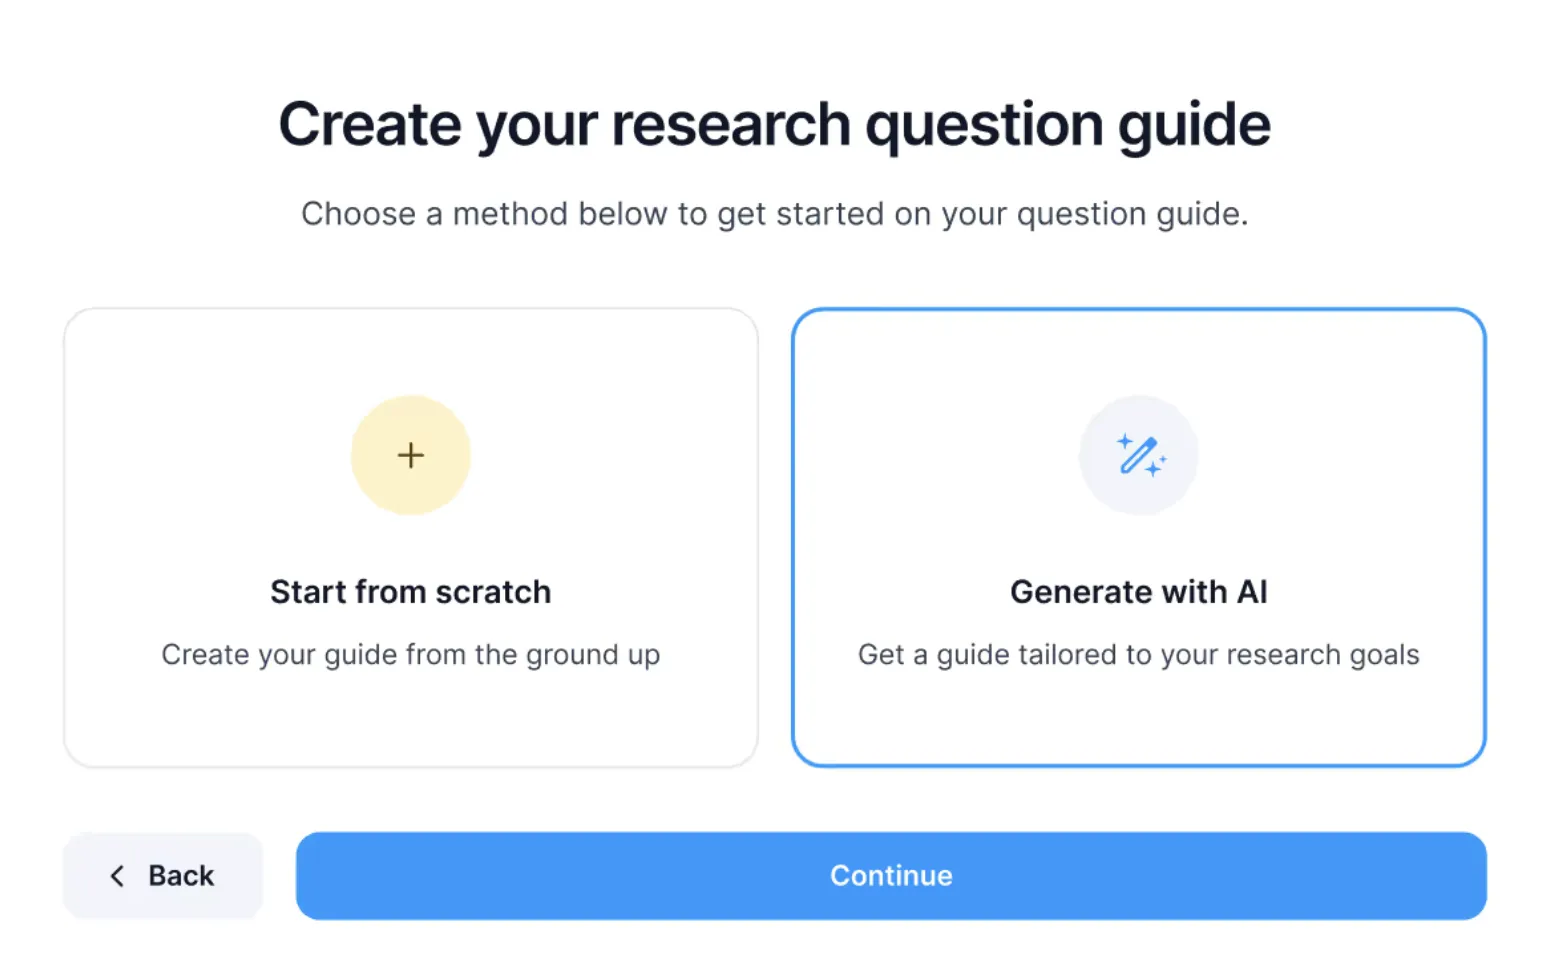 Create your research question guide
Choose a method below to get started on your question guide.
Start from scratch
Create your guide from the ground up
Generate with AI
Get a guide tailored to your research goals
Back
Continue